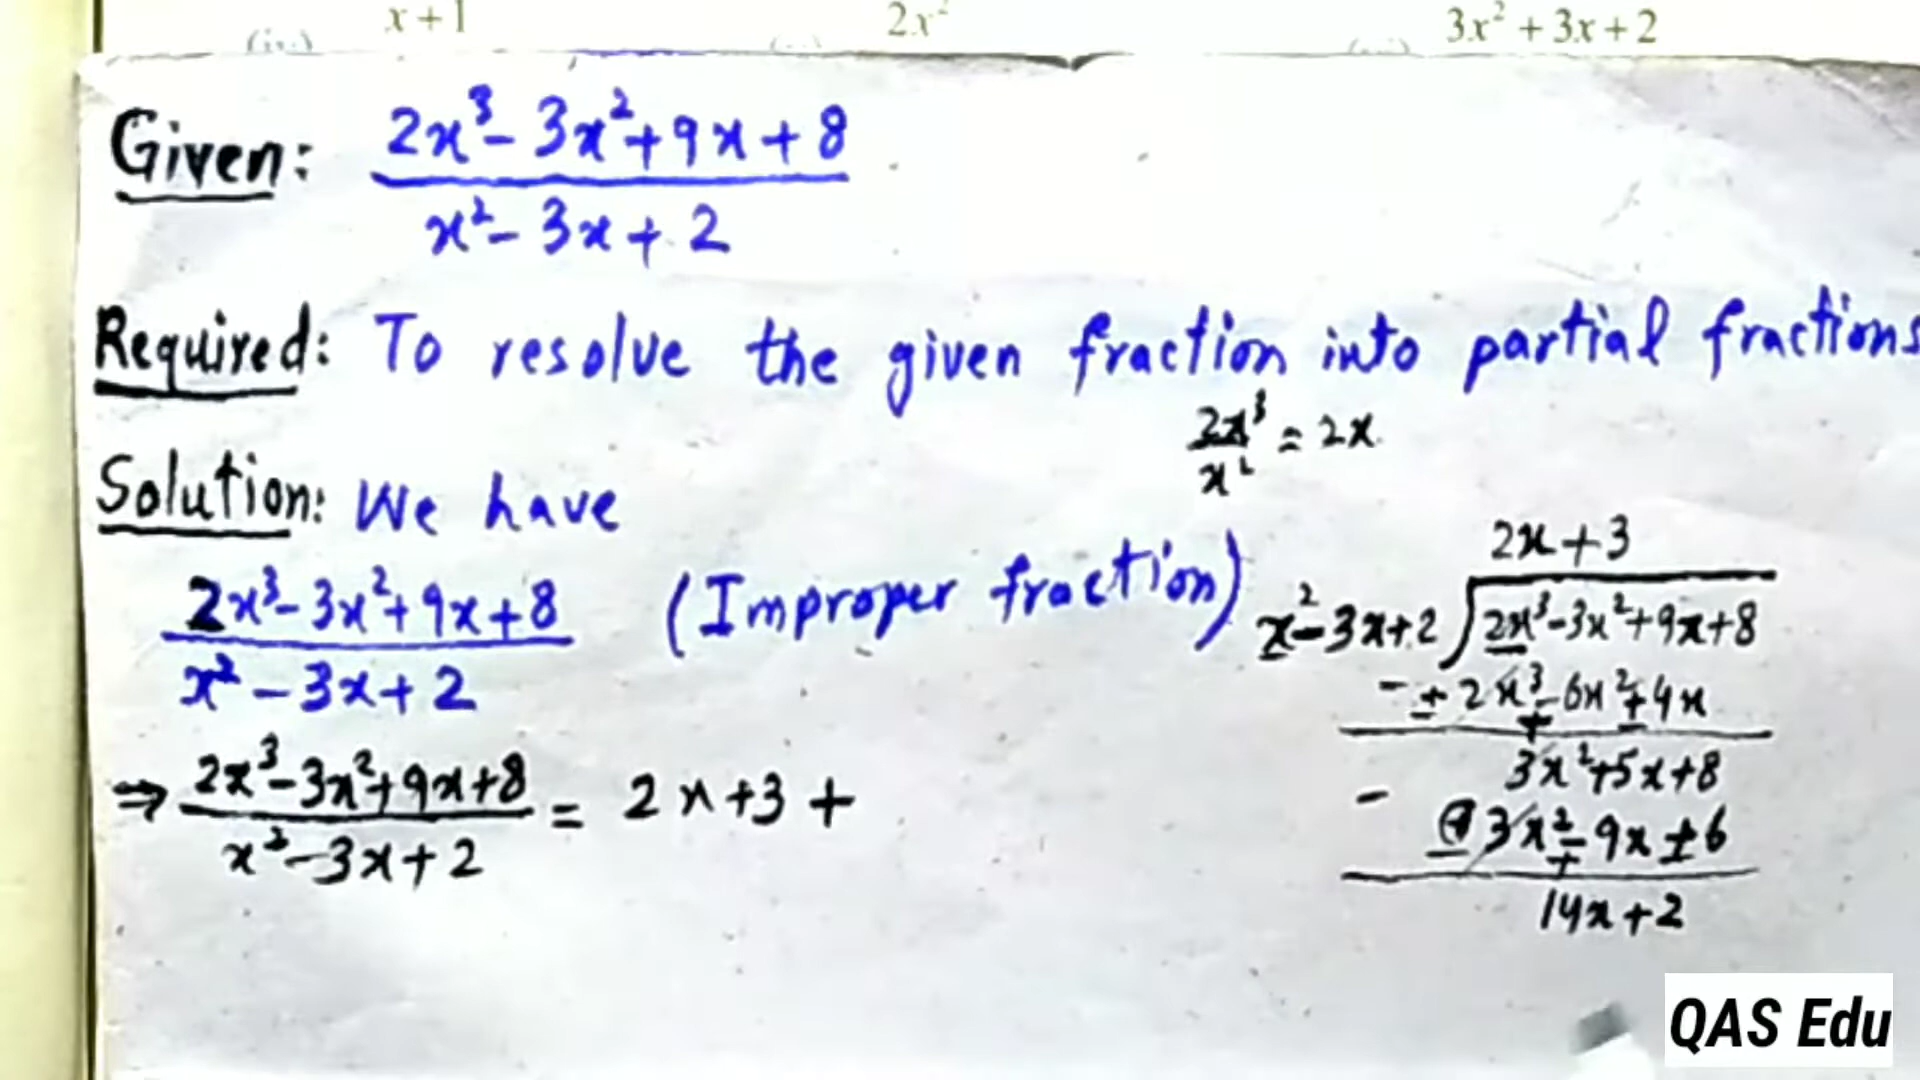 x+1
2x²
3x² + 3x + 2
Given: 2x³ - 3x² + 9x + 8
x² - 3x + 2
Required: To resolve the given fraction into partial fractions
2x³ = 2x
x²
Solution: We have
2x³ - 3x² + 9x + 8 (Improper fraction)
x² - 3x + 2
2x + 3
x² - 3x + 2 ) 2x³ - 3x² + 9x + 8
- ± 2x³ - 6x² + 4x
+ -
3x² + 5x + 8
- ⊕ 3x² - 9x ± 6
- +
14x + 2
⇒ 2x³ - 3x² + 9x + 8 = 2x + 3 +
x² - 3x + 2
QAS Edu